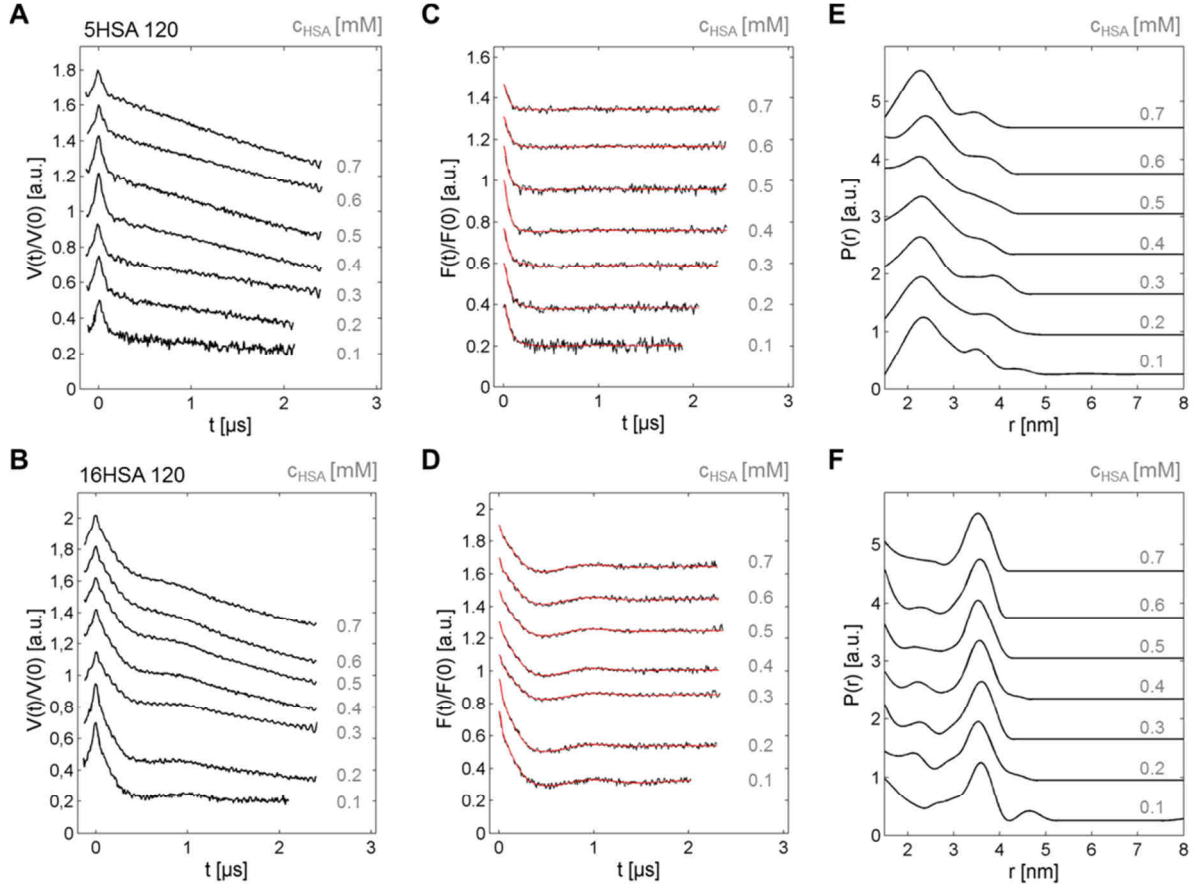 A
5HSA 120
c_HSA [mM]
V(t)/V(0) [a.u.]
1.8
1.6
1.4
1.2
1
0.8
0.6
0.4
0.2
0
0.7
0.6
0.5
0.4
0.3
0.2
0.1
0 1 2 3
t [µs]
C
c_HSA [mM]
F(t)/F(0) [a.u.]
1.6
1.4
1.2
1
0.8
0.6
0.4
0.2
0
0.7
0.6
0.5
0.4
0.3
0.2
0.1
0 1 2 3
t [µs]
E
c_HSA [mM]
P(r) [a.u.]
5
4
3
2
1
0
0.7
0.6
0.5
0.4
0.3
0.2
0.1
2 3 4 5 6 7 8
r [nm]
B
16HSA 120
c_HSA [mM]
V(t)/V(0) [a.u.]
2
1,8
1.6
1.4
1.2
1
0,8
0,6
0.4
0,2
0
0.7
0.6
0.5
0.4
0.3
0.2
0.1
0 1 2 3
t [µs]
D
c_HSA [mM]
F(t)/F(0) [a.u.]
2
1.8
1.6
1.4
1.2
1
0.8
0.6
0.4
0.2
0
0.7
0.6
0.5
0.4
0.3
0.2
0.1
0 1 2 3
t [µs]
F
c_HSA [mM]
P(r) [a.u.]
5
4
3
2
1
0
0.7
0.6
0.5
0.4
0.3
0.2
0.1
2 3 4 5 6 7 8
r [nm]